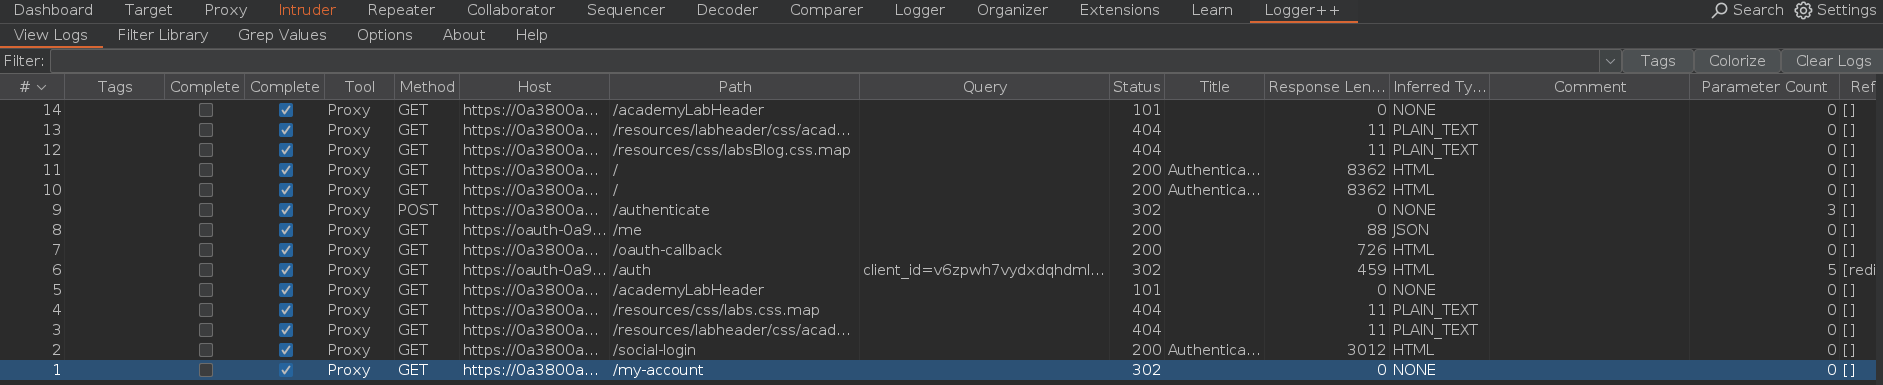 Dashboard Target Proxy Intruder Repeater Collaborator Sequencer Decoder Comparer Logger Organizer Extensions Learn Logger++ Search Settings
View Logs Filter Library Grep Values Options About Help
Filter: Tags Colorize Clear Logs
# Tags Complete Complete Tool Method Host Path Query Status Title Response Len... Inferred Ty... Comment Parameter Count Ref
14 Proxy GET https://0a3800a... /academyLabHeader 101 0 NONE 0 []
13 Proxy GET https://0a3800a... /resources/labheader/css/acad... 404 11 PLAIN_TEXT 0 []
12 Proxy GET https://0a3800a... /resources/css/labsBlog.css.map 404 11 PLAIN_TEXT 0 []
11 Proxy GET https://0a3800a... / 200 Authentica... 8362 HTML 0 []
10 Proxy GET https://0a3800a... / 200 Authentica... 8362 HTML 0 []
9 Proxy POST https://0a3800a... /authenticate 302 0 NONE 3 []
8 Proxy GET https://oauth-0a9... /me 200 88 JSON 0 []
7 Proxy GET https://0a3800a... /oauth-callback 200 726 HTML 0 []
6 Proxy GET https://oauth-0a9... /auth client_id=v6zpwh7vydxdqhdml... 302 459 HTML 5 [redi
5 Proxy GET https://0a3800a... /academyLabHeader 101 0 NONE 0 []
4 Proxy GET https://0a3800a... /resources/css/labs.css.map 404 11 PLAIN_TEXT 0 []
3 Proxy GET https://0a3800a... /resources/labheader/css/acad... 404 11 PLAIN_TEXT 0 []
2 Proxy GET https://0a3800a... /social-login 200 Authentica... 3012 HTML 0 []
1 Proxy GET https://0a3800a... /my-account 302 0 NONE 0 []